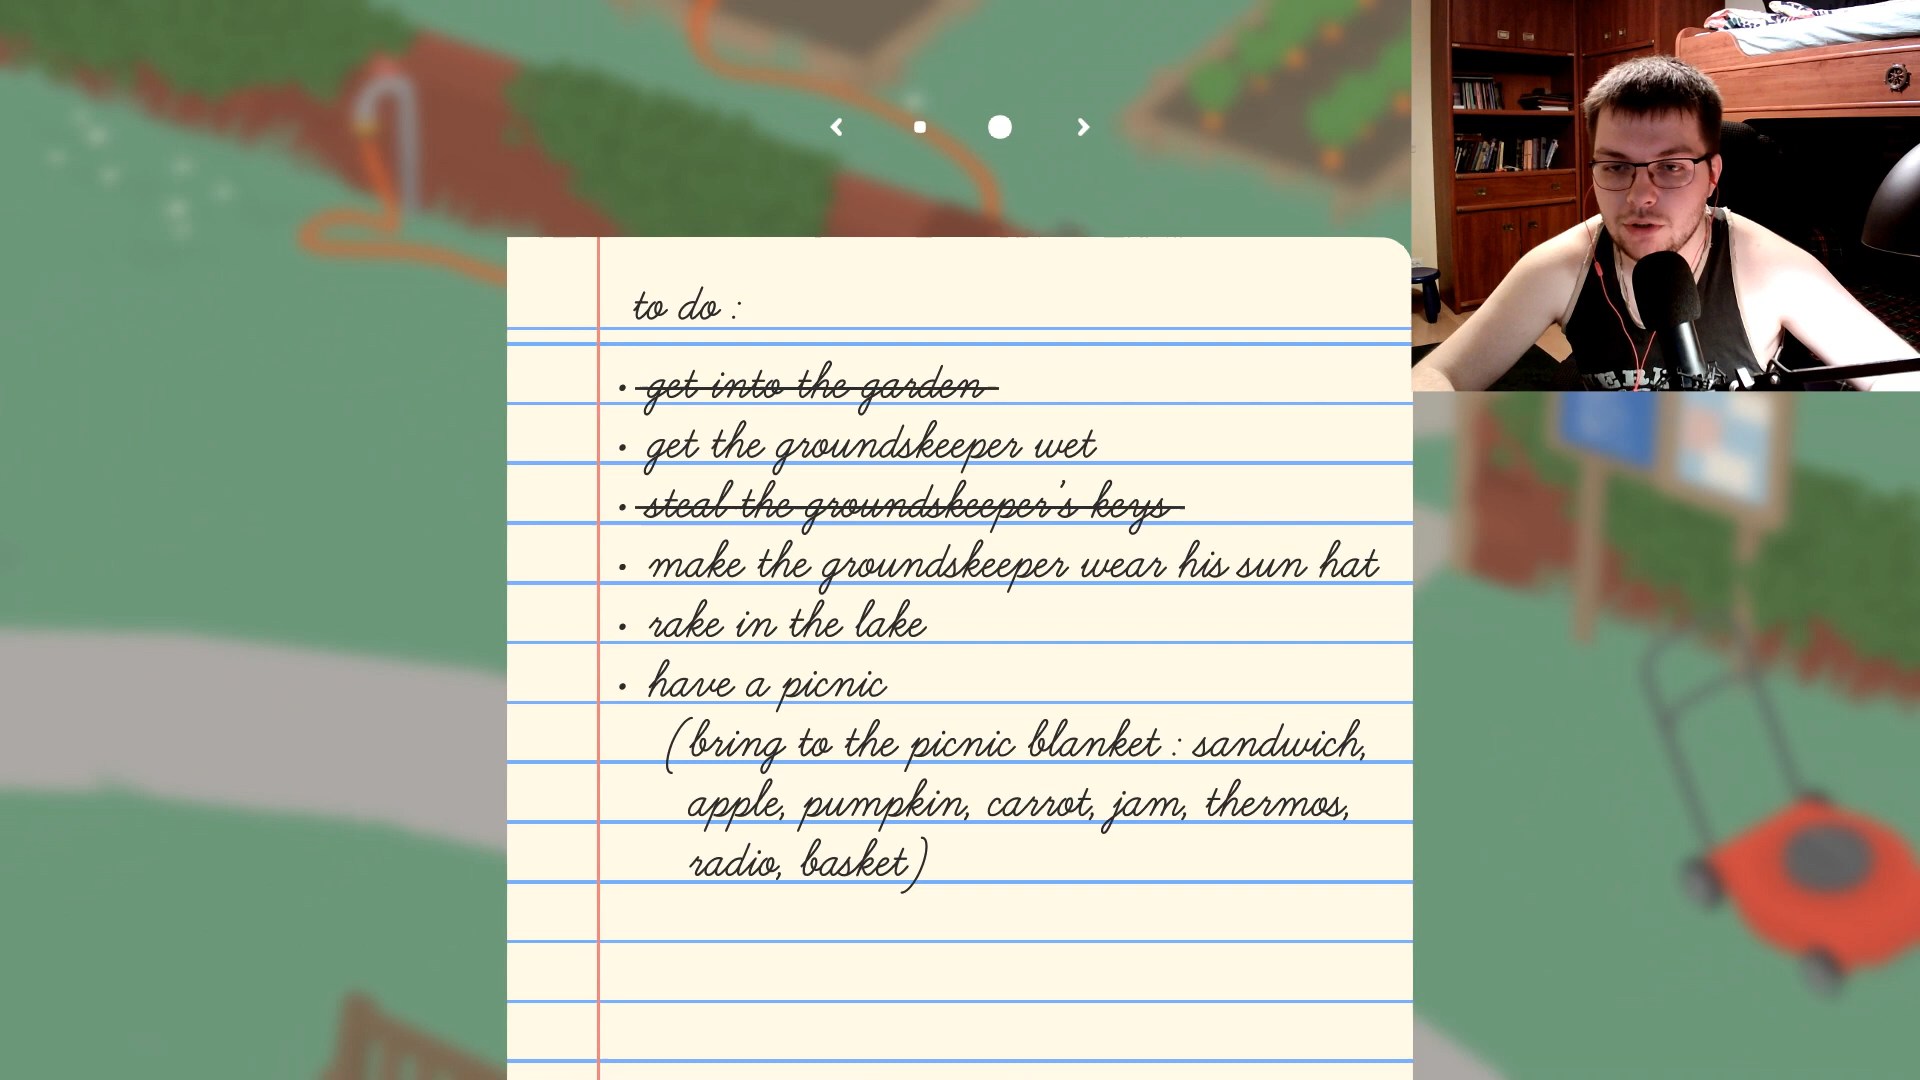 to do :
• get into the garden
• get the groundskeeper wet
• steal the groundskeeper's keys
• make the groundskeeper wear his sun hat
• rake in the lake
• have a picnic
(bring to the picnic blanket : sandwich,
apple, pumpkin, carrot, jam, thermos,
radio, basket)